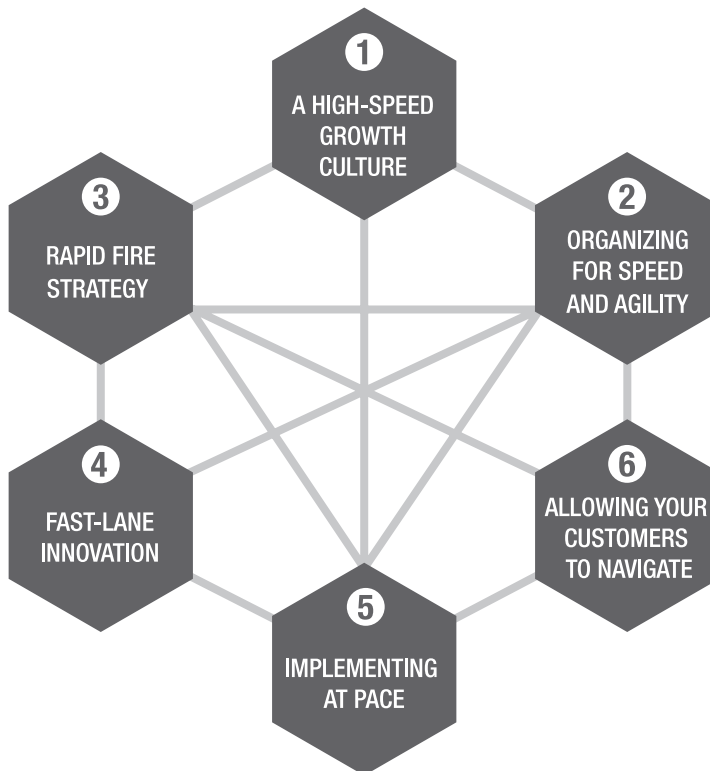 1
A HIGH-SPEED
GROWTH
CULTURE
3
RAPID FIRE
STRATEGY
2
ORGANIZING
FOR SPEED
AND AGILITY
4
FAST-LANE
INNOVATION
6
ALLOWING YOUR
CUSTOMERS
TO NAVIGATE
5
IMPLEMENTING
AT PACE